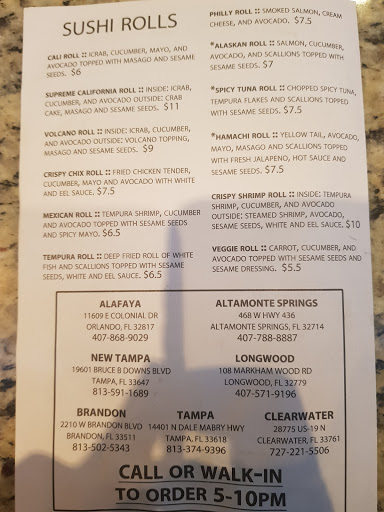 SUSHI ROLLS
CALI ROLL :: ICRAB, CUCUMBER, MAYO, AND
AVOCADO TOPPED WITH MASAGO AND SESAME
SEEDS. $6
SUPREME CALIFORNIA ROLL :: INSIDE: ICRAB,
CUCUMBER, AND AVOCADO OUTSIDE: CRAB
CAKE, MASAGO AND SESAME SEEDS. $11
VOLCANO ROLL :: INSIDE: ICRAB, CUCUMBER,
AND AVOCADO OUTSIDE: VOLCANO TOPPING,
MASAGO AND SESAME SEEDS. $9
CRISPY CHIX ROLL :: FRIED CHICKEN TENDER,
CUCUMBER, MAYO AND AVOCADO WITH WHITE
AND EEL SAUCE. $7.5
MEXICAN ROLL :: TEMPURA SHRIMP, CUCUMBER
AND AVOCADO TOPPED WITH SESAME SEEDS
AND SPICY MAYO. $6.5
TEMPURA ROLL :: DEEP FRIED ROLL OF WHITE
FISH AND SCALLIONS TOPPED WITH SESAME
SEEDS, WHITE AND EEL SAUCE. $6.5
PHILLY ROLL :: SMOKED SALMON, CREAM
CHEESE, AND AVOCADO. $7.5
*ALASKAN ROLL :: SALMON, CUCUMBER,
AVOCADO, AND SCALLIONS TOPPED WITH
SESAME SEEDS. $7
*SPICY TUNA ROLL :: CHOPPED SPICY TUNA,
TEMPURA FLAKES AND SCALLIONS TOPPED
WITH SESAME SEEDS. $7.5
*HAMACHI ROLL :: YELLOW TAIL, AVOCADO,
MAYO, MASAGO AND SCALLIONS TOPPED
WITH FRESH JALAPENO, HOT SAUCE AND
SESAME SEEDS. $7.5
CRISPY SHRIMP ROLL :: INSIDE: TEMPURA
SHRIMP, CUCUMBER, AND AVOCADO
OUTSIDE: STEAMED SHRIMP, AVOCADO,
SESAME SEEDS, WHITE AND EEL SAUCE. $10
VEGGIE ROLL :: CARROT, CUCUMBER, AND
AVOCADO TOPPED WITH SESAME SEEDS AND
SESAME DRESSING. $5.5
ALAFAYA
11609 E COLONIAL DR
ORLANDO, FL 32817
407-868-9029
ALTAMONTE SPRINGS
468 W HWY 436
ALTAMONTE SPRINGS, FL 32714
407-788-8887
NEW TAMPA
19601 BRUCE B DOWNS BLVD
TAMPA, FL 33647
813-591-1689
LONGWOOD
108 MARKHAM WOOD RD
LONGWOOD, FL 32779
407-571-9196
BRANDON
2210 W BRANDON BLVD
BRANDON, FL 33511
813-502-5343
TAMPA
14401 N DALE MABRY HWY
TAMPA, FL 33618
813-374-9396
CLEARWATER
28775 US-19 N
CLEARWATER, FL 33761
727-221-5506
CALL OR WALK-IN
TO ORDER 5-10PM